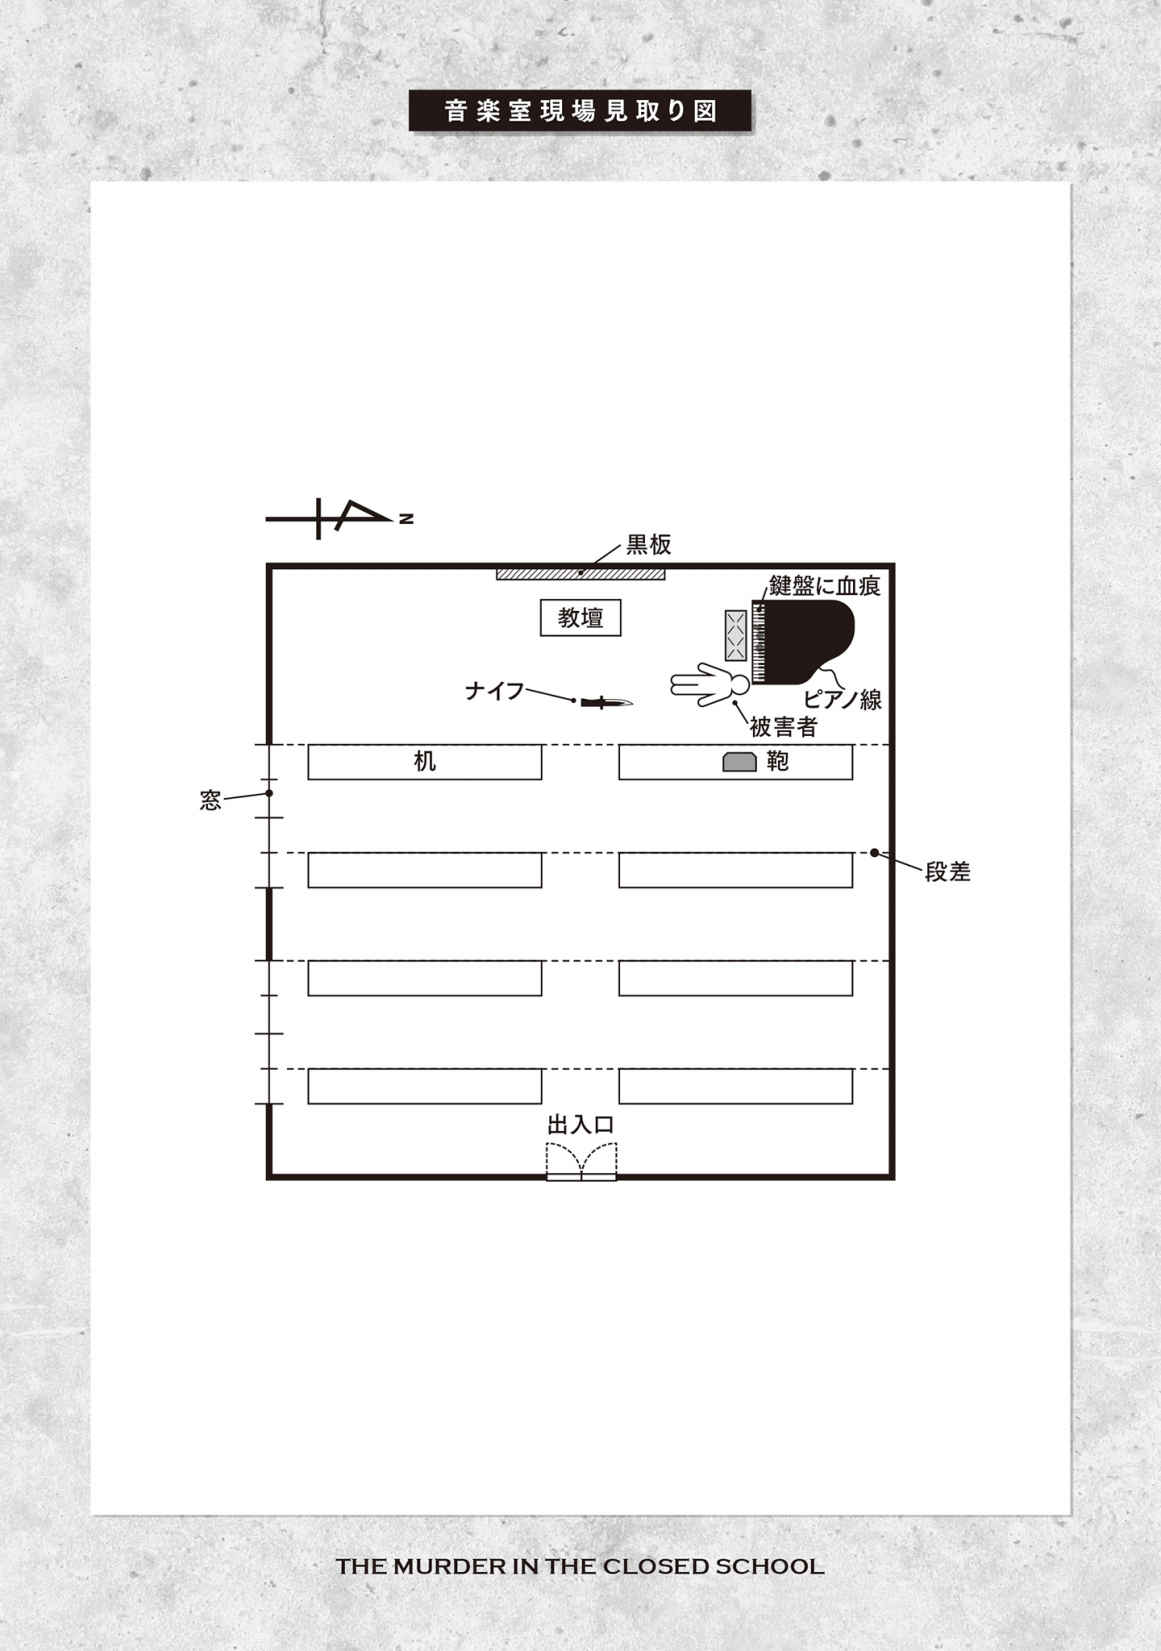 音楽室現場見取り図
N
黒板
鍵盤に血痕
教壇
ナイフ
ピアノ線
被害者
机
鞄
窓
段差
出入口
THE MURDER IN THE CLOSED SCHOOL